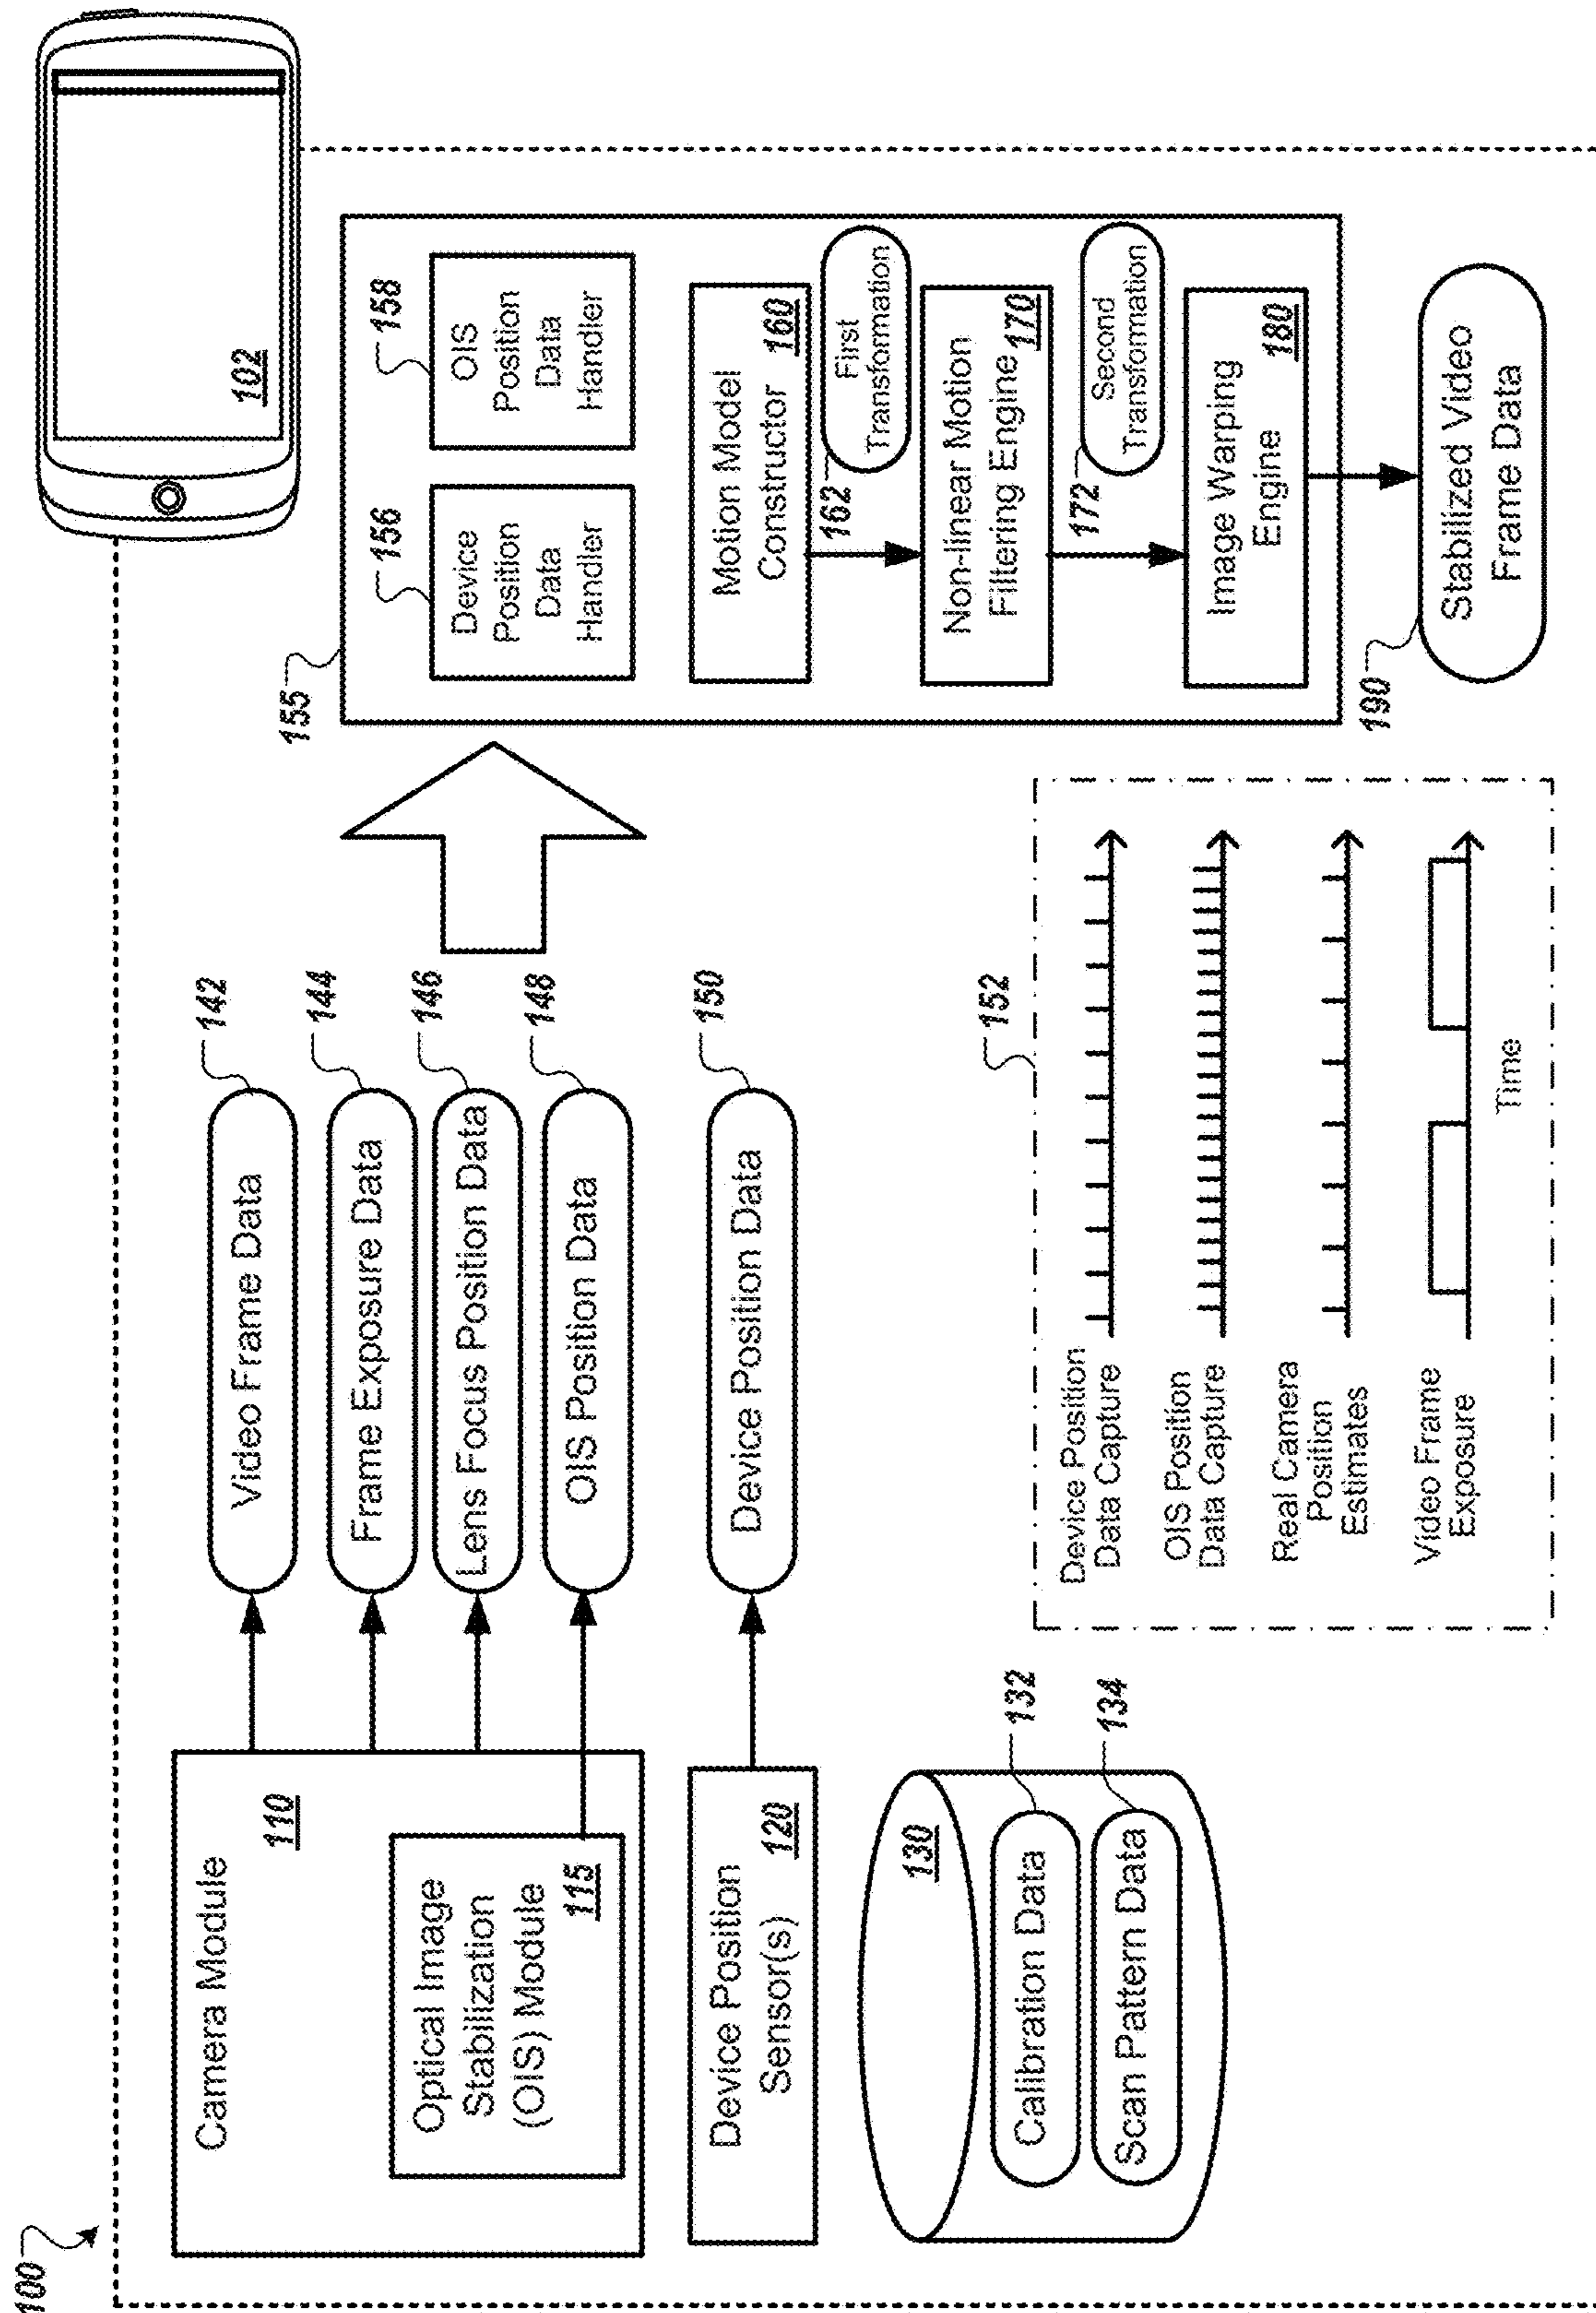 100
102
Camera Module
110
Optical Image
Stabilization
(OIS) Module
115
Device Position
Sensor(s)
120
130
Calibration Data
132
Scan Pattern Data
134
Video Frame Data
142
Frame Exposure Data
144
Lens Focus Position Data
146
OIS Position Data
148
Device Position Data
150
152
Device Position
Data Capture
OIS Position
Data Capture
Real Camera
Position
Estimates
Video Frame
Exposure
Time
155
156
Device
Position
Data
Handler
158
OIS
Position
Data
Handler
Motion Model
Constructor
160
162
First
Transformation
Non-linear Motion
Filtering Engine
170
172
Second
Transformation
Image Warping
Engine
180
190
Stabilized Video
Frame Data